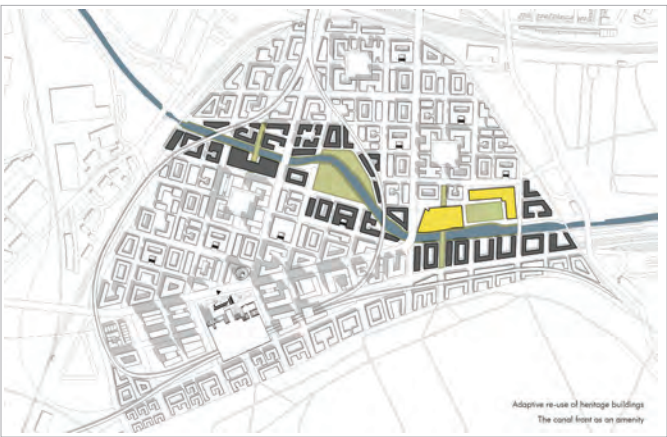 Adaptive re-use of heritage buildings
The canal front as an amenity